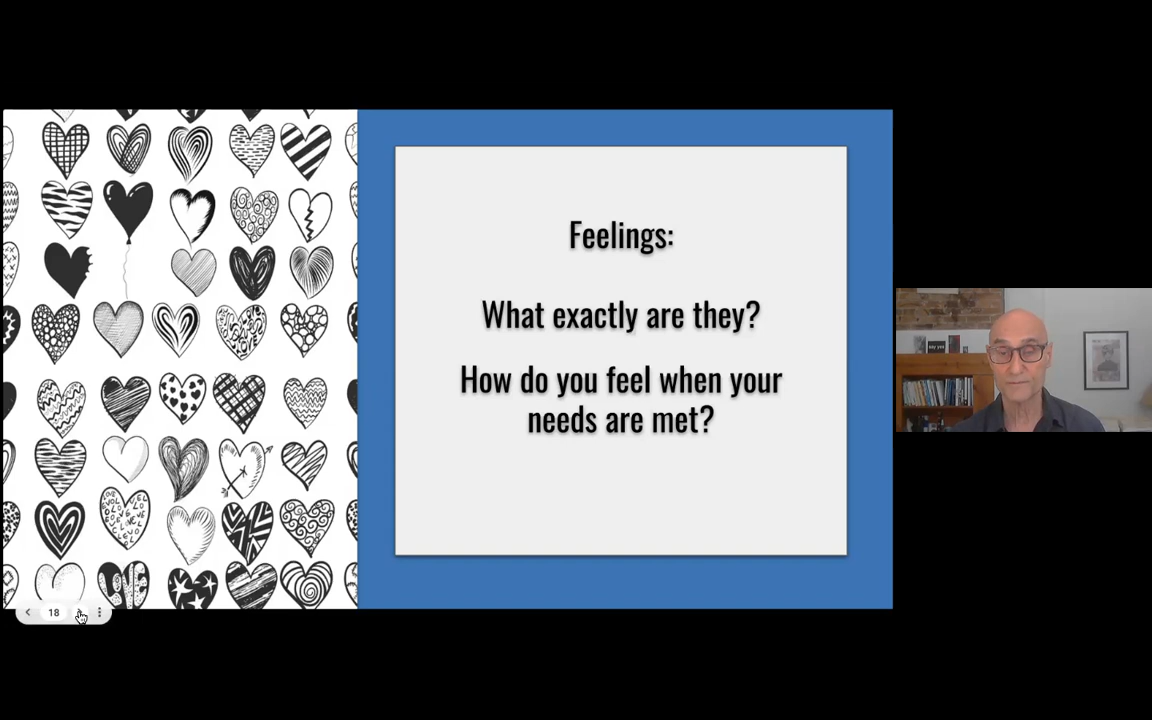 Feelings:
What exactly are they?
How do you feel when your
needs are met?
18